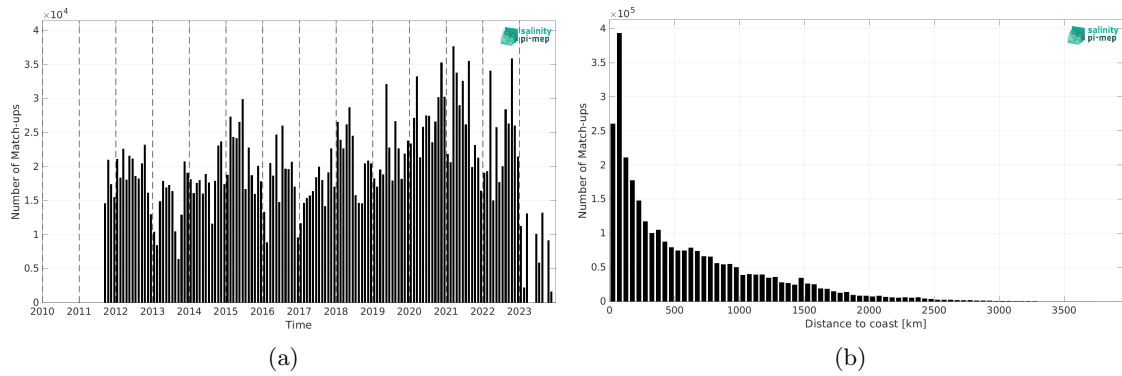 ×10⁴
4
3.5
3
2.5
2
1.5
1
0.5
0
Number of Match-ups
2010 2011 2012 2013 2014 2015 2016 2017 2018 2019 2020 2021 2022 2023
Time
salinity
pi-mep
(a)
×10⁵
4
3.5
3
2.5
2
1.5
1
0.5
0
Number of Match-ups
0 500 1000 1500 2000 2500 3000 3500
Distance to coast [km]
salinity
pi-mep
(b)